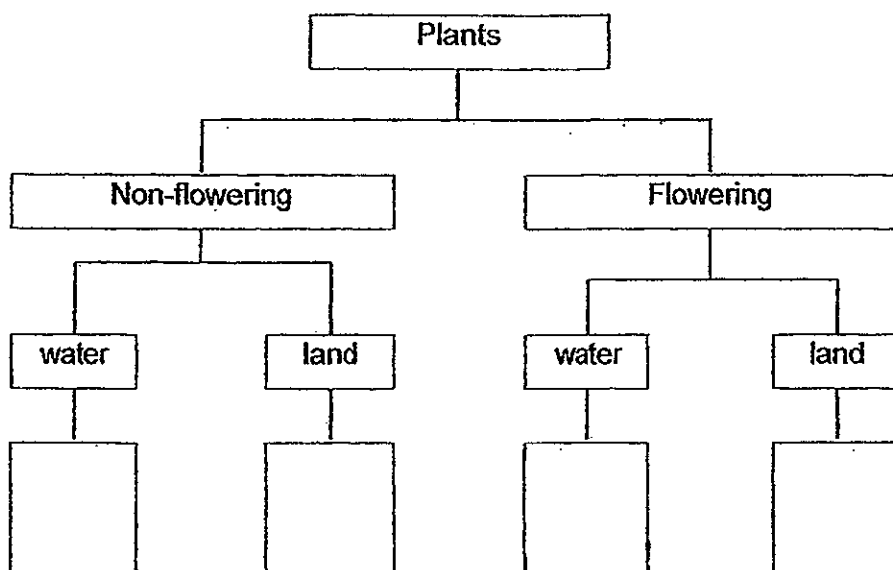 Plants
Non-flowering
Flowering
water
land
water
land